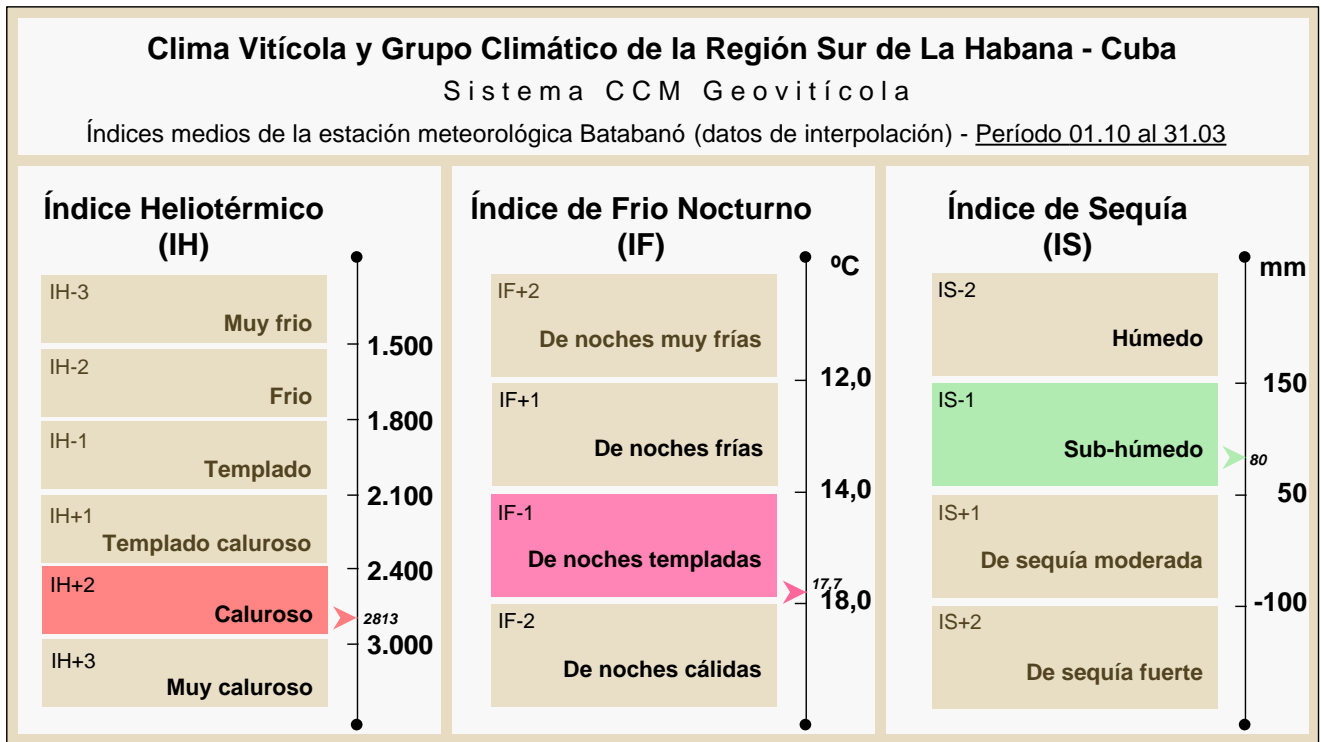 Clima Vitícola y Grupo Climático de la Región Sur de La Habana - Cuba
Sistema CCM Geovitícola
Índices medios de la estación meteorológica Batabanó (datos de interpolación) - Período 01.10 al 31.03
Índice Heliotérmico
(IH)
IH-3
Muy frio
1.500
IH-2
Frio
1.800
IH-1
Templado
2.100
IH+1
Templado caluroso
2.400
IH+2
Caluroso
2813
3.000
IH+3
Muy caluroso
Índice de Frio Nocturno
(IF)
ºC
IF+2
De noches muy frías
12,0
IF+1
De noches frías
14,0
IF-1
De noches templadas
17,7
18,0
IF-2
De noches cálidas
Índice de Sequía
(IS)
mm
IS-2
Húmedo
150
IS-1
Sub-húmedo
80
50
IS+1
De sequía moderada
-100
IS+2
De sequía fuerte